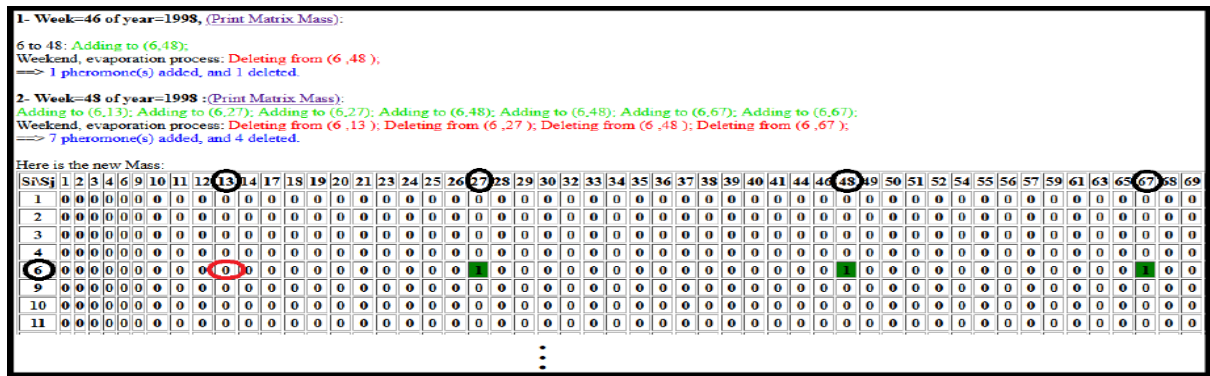 1- Week=46 of year=1998, (Print Matrix Mass):
6 to 48: Adding to (6,48);
Weekend, evaporation process: Deleting from (6 ,48 );
==> 1 pheromone(s) added, and 1 deleted.
2- Week=48 of year=1998 :(Print Matrix Mass):
Adding to (6,13); Adding to (6,27); Adding to (6,27); Adding to (6,48); Adding to (6,48); Adding to (6,67); Adding to (6,67);
Weekend, evaporation process: Deleting from (6 ,13 ); Deleting from (6 ,27 ); Deleting from (6 ,48 ); Deleting from (6 ,67 );
==> 7 pheromone(s) added, and 4 deleted.
Here is the new Mass:
Si\Sj 1 2 3 4 6 9 10 11 12 13 14 17 18 19 20 21 23 24 25 26 27 28 29 30 32 33 34 35 36 37 38 39 40 41 44 46 48 49 50 51 52 54 55 56 57 59 61 63 65 67 68 69
1 0 0 0 0 0 0 0 0 0 0 0 0 0 0 0 0 0 0 0 0 0 0 0 0 0 0 0 0 0 0 0 0 0 0 0 0 0 0 0 0 0 0 0 0 0 0 0 0 0 0 0 0
2 0 0 0 0 0 0 0 0 0 0 0 0 0 0 0 0 0 0 0 0 0 0 0 0 0 0 0 0 0 0 0 0 0 0 0 0 0 0 0 0 0 0 0 0 0 0 0 0 0 0 0 0
3 0 0 0 0 0 0 0 0 0 0 0 0 0 0 0 0 0 0 0 0 0 0 0 0 0 0 0 0 0 0 0 0 0 0 0 0 0 0 0 0 0 0 0 0 0 0 0 0 0 0 0 0
4 0 0 0 0 0 0 0 0 0 0 0 0 0 0 0 0 0 0 0 0 0 0 0 0 0 0 0 0 0 0 0 0 0 0 0 0 0 0 0 0 0 0 0 0 0 0 0 0 0 0 0 0
6 0 0 0 0 0 0 0 0 0 0 0 0 0 0 0 0 0 0 0 0 1 0 0 0 0 0 0 0 0 0 0 0 0 0 0 0 1 0 0 0 0 0 0 0 0 0 0 0 0 1 0 0
9 0 0 0 0 0 0 0 0 0 0 0 0 0 0 0 0 0 0 0 0 0 0 0 0 0 0 0 0 0 0 0 0 0 0 0 0 0 0 0 0 0 0 0 0 0 0 0 0 0 0 0 0
10 0 0 0 0 0 0 0 0 0 0 0 0 0 0 0 0 0 0 0 0 0 0 0 0 0 0 0 0 0 0 0 0 0 0 0 0 0 0 0 0 0 0 0 0 0 0 0 0 0 0 0 0
11 0 0 0 0 0 0 0 0 0 0 0 0 0 0 0 0 0 0 0 0 0 0 0 0 0 0 0 0 0 0 0 0 0 0 0 0 0 0 0 0 0 0 0 0 0 0 0 0 0 0 0 0